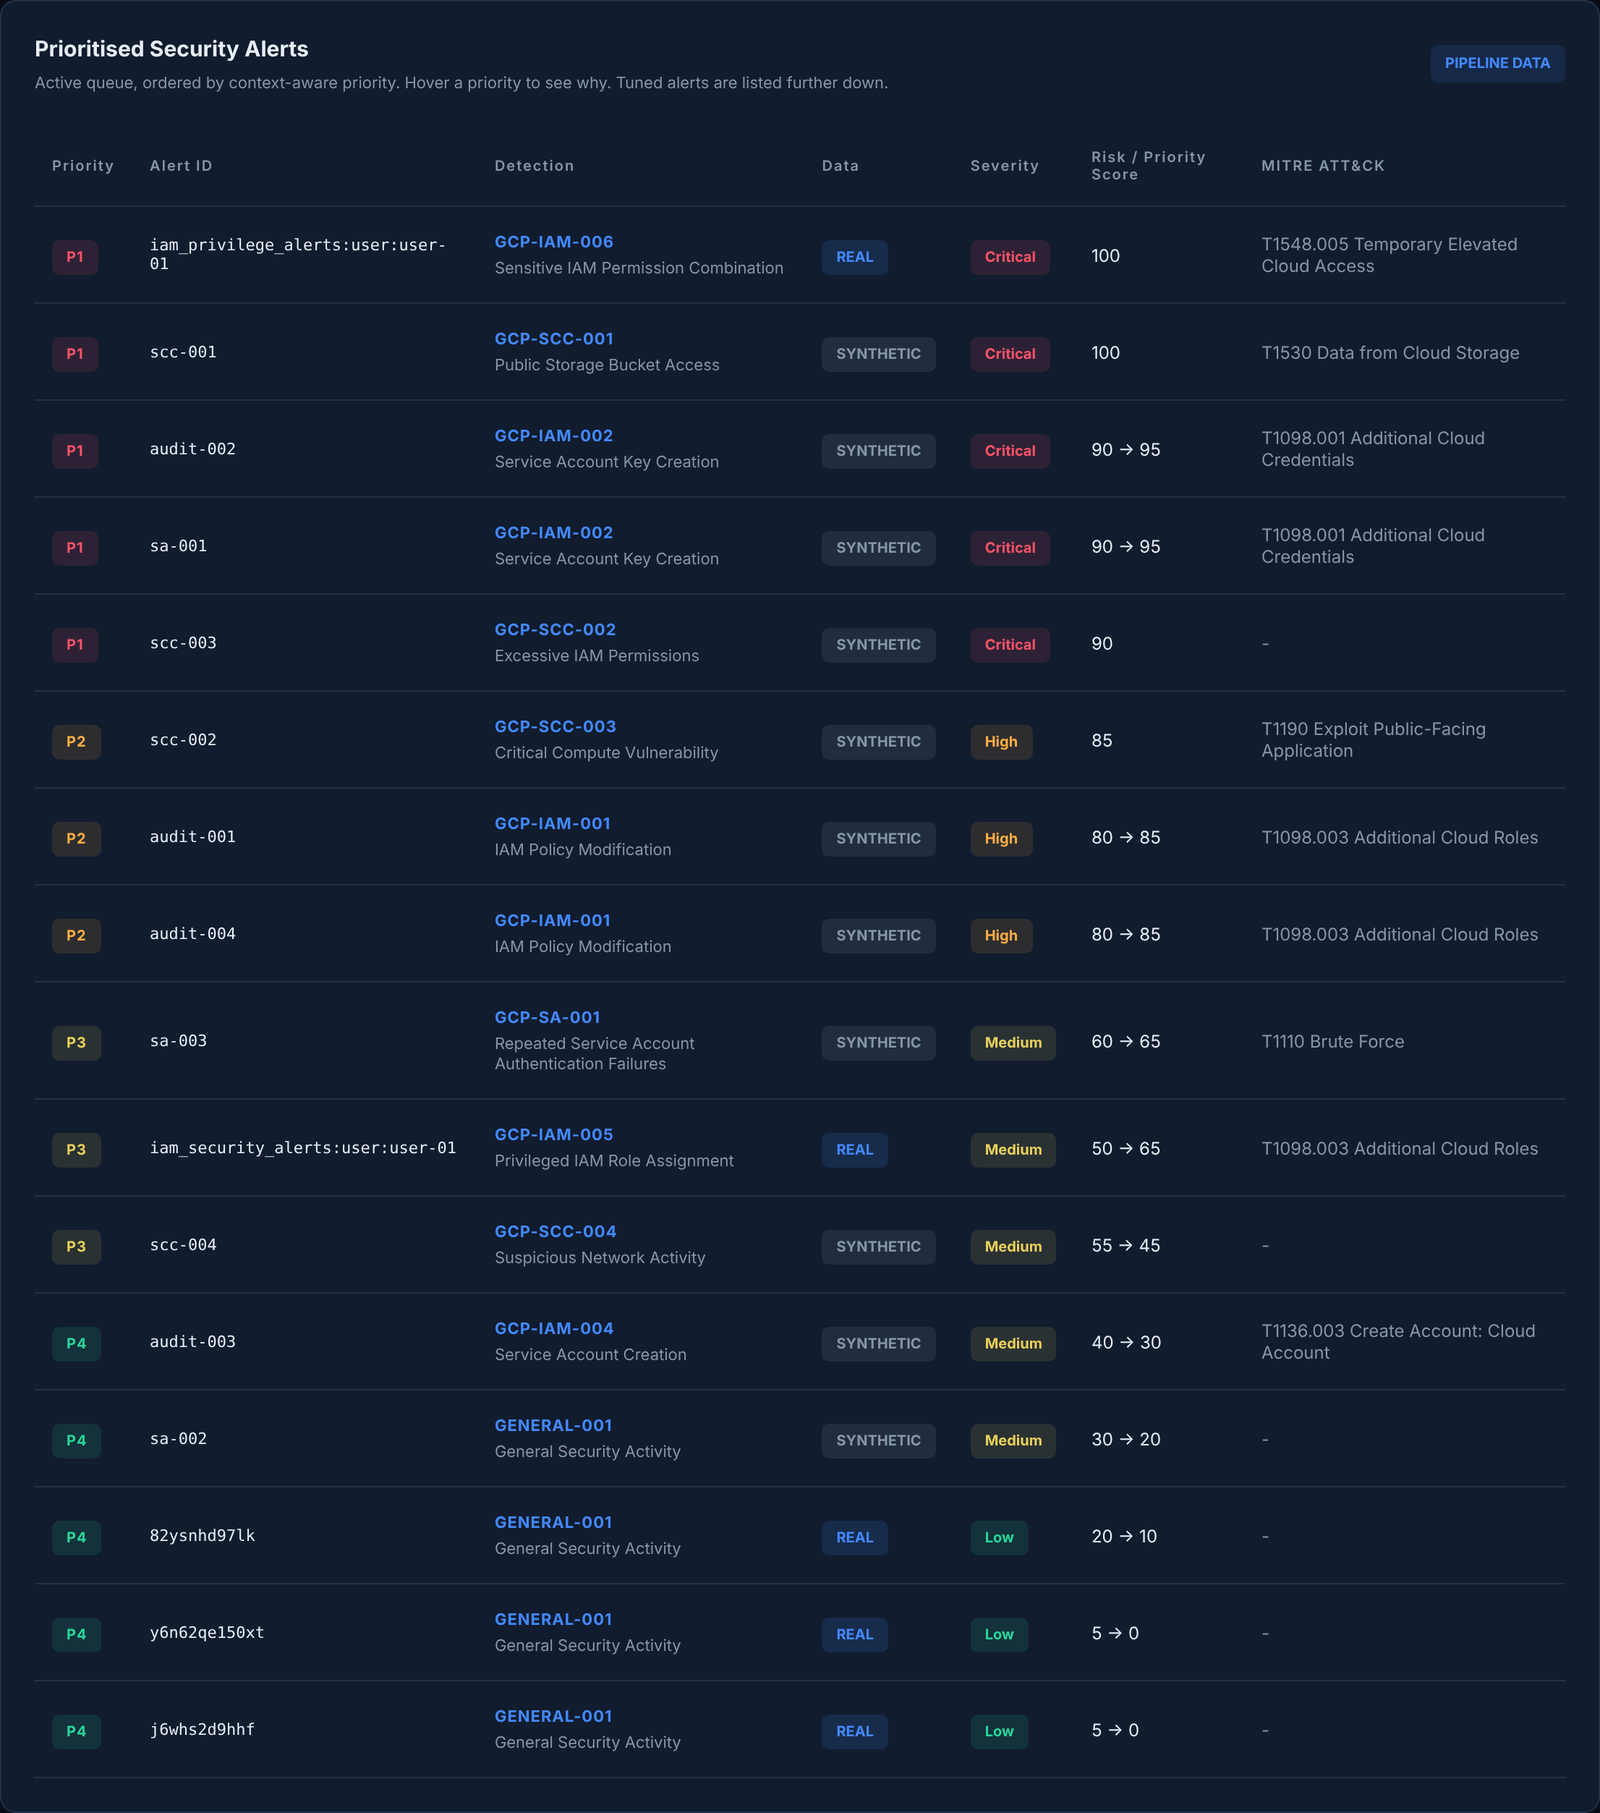 Prioritised Security Alerts
Active queue, ordered by context-aware priority. Hover a priority to see why. Tuned alerts are listed further down.
PIPELINE DATA
Priority Alert ID Detection Data Severity Risk / Priority Score MITRE ATT&CK
P1
iam_privilege_alerts:user:user-
01
GCP-IAM-006
Sensitive IAM Permission Combination
REAL
Critical
100
T1548.005 Temporary Elevated
Cloud Access
P1
scc-001
GCP-SCC-001
Public Storage Bucket Access
SYNTHETIC
Critical
100
T1530 Data from Cloud Storage
P1
audit-002
GCP-IAM-002
Service Account Key Creation
SYNTHETIC
Critical
90 → 95
T1098.001 Additional Cloud
Credentials
P1
sa-001
GCP-IAM-002
Service Account Key Creation
SYNTHETIC
Critical
90 → 95
T1098.001 Additional Cloud
Credentials
P1
scc-003
GCP-SCC-002
Excessive IAM Permissions
SYNTHETIC
Critical
90
-
P2
scc-002
GCP-SCC-003
Critical Compute Vulnerability
SYNTHETIC
High
85
T1190 Exploit Public-Facing
Application
P2
audit-001
GCP-IAM-001
IAM Policy Modification
SYNTHETIC
High
80 → 85
T1098.003 Additional Cloud Roles
P2
audit-004
GCP-IAM-001
IAM Policy Modification
SYNTHETIC
High
80 → 85
T1098.003 Additional Cloud Roles
P3
sa-003
GCP-SA-001
Repeated Service Account
Authentication Failures
SYNTHETIC
Medium
60 → 65
T1110 Brute Force
P3
iam_security_alerts:user:user-01
GCP-IAM-005
Privileged IAM Role Assignment
REAL
Medium
50 → 65
T1098.003 Additional Cloud Roles
P3
scc-004
GCP-SCC-004
Suspicious Network Activity
SYNTHETIC
Medium
55 → 45
-
P4
audit-003
GCP-IAM-004
Service Account Creation
SYNTHETIC
Medium
40 → 30
T1136.003 Create Account: Cloud
Account
P4
sa-002
GENERAL-001
General Security Activity
SYNTHETIC
Medium
30 → 20
-
P4
82ysnhd97lk
GENERAL-001
General Security Activity
REAL
Low
20 → 10
-
P4
y6n62qe150xt
GENERAL-001
General Security Activity
REAL
Low
5 → 0
-
P4
j6whs2d9hhf
GENERAL-001
General Security Activity
REAL
Low
5 → 0
-